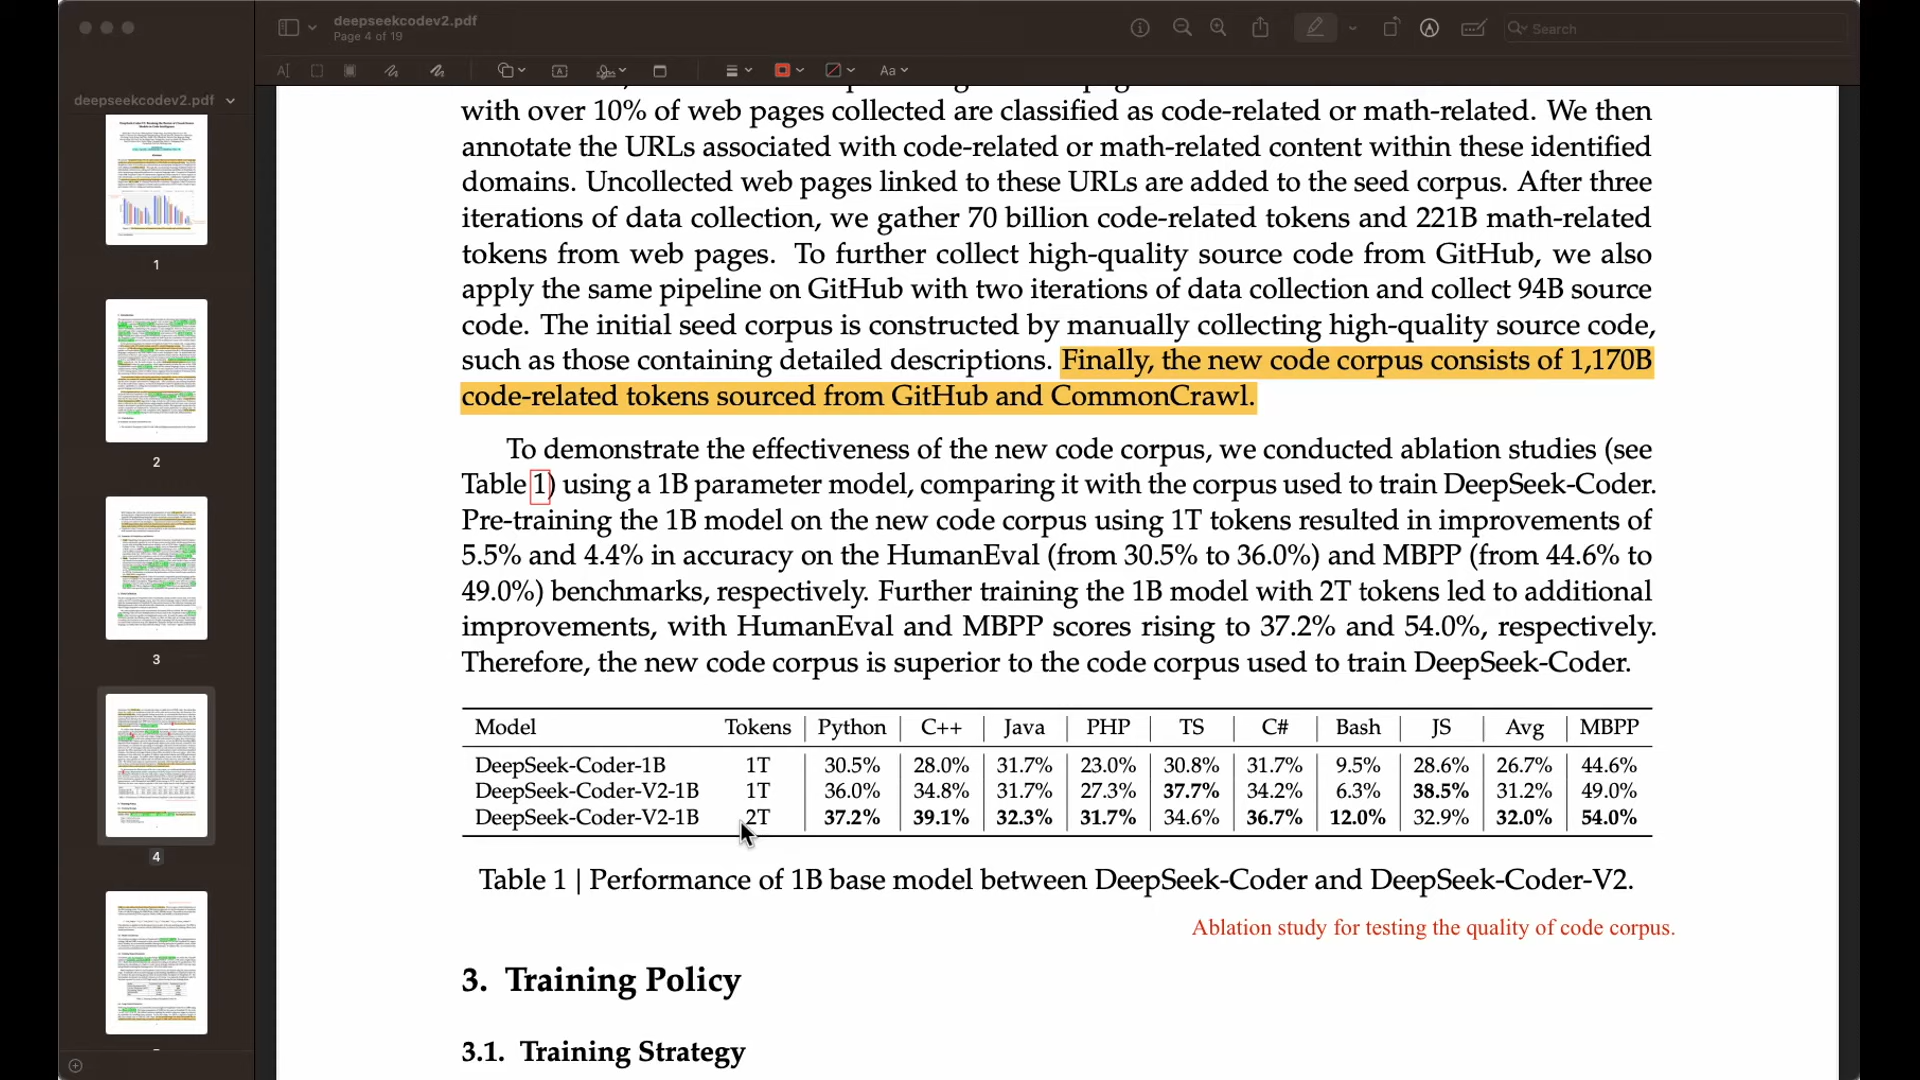 deepseekcodev2.pdf
Page 4 of 19
Search
Aa
deepseekcodev2.pdf
1
2
3
4
with over 10% of web pages collected are classified as code-related or math-related. We then
annotate the URLs associated with code-related or math-related content within these identified
domains. Uncollected web pages linked to these URLs are added to the seed corpus. After three
iterations of data collection, we gather 70 billion code-related tokens and 221B math-related
tokens from web pages. To further collect high-quality source code from GitHub, we also
apply the same pipeline on GitHub with two iterations of data collection and collect 94B source
code. The initial seed corpus is constructed by manually collecting high-quality source code,
such as those containing detailed descriptions. Finally, the new code corpus consists of 1,170B
code-related tokens sourced from GitHub and CommonCrawl.
To demonstrate the effectiveness of the new code corpus, we conducted ablation studies (see
Table 1) using a 1B parameter model, comparing it with the corpus used to train DeepSeek-Coder.
Pre-training the 1B model on the new code corpus using 1T tokens resulted in improvements of
5.5% and 4.4% in accuracy on the HumanEval (from 30.5% to 36.0%) and MBPP (from 44.6% to
49.0%) benchmarks, respectively. Further training the 1B model with 2T tokens led to additional
improvements, with HumanEval and MBPP scores rising to 37.2% and 54.0%, respectively.
Therefore, the new code corpus is superior to the code corpus used to train DeepSeek-Coder.
Model Tokens Python C++ Java PHP TS C# Bash JS Avg MBPP
DeepSeek-Coder-1B 1T 30.5% 28.0% 31.7% 23.0% 30.8% 31.7% 9.5% 28.6% 26.7% 44.6%
DeepSeek-Coder-V2-1B 1T 36.0% 34.8% 31.7% 27.3% 37.7% 34.2% 6.3% 38.5% 31.2% 49.0%
DeepSeek-Coder-V2-1B 2T 37.2% 39.1% 32.3% 31.7% 34.6% 36.7% 12.0% 32.9% 32.0% 54.0%
Table 1 | Performance of 1B base model between DeepSeek-Coder and DeepSeek-Coder-V2.
Ablation study for testing the quality of code corpus.
3. Training Policy
3.1. Training Strategy